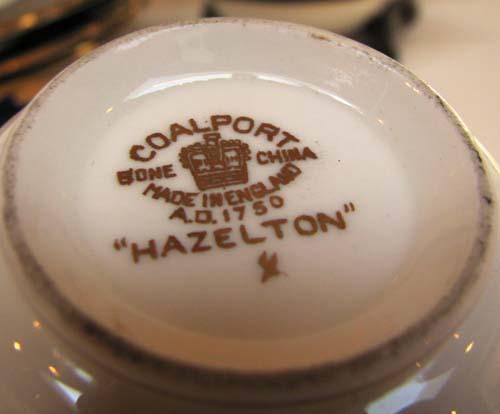 COALPORT
BONE CHINA
MADE IN ENGLAND
A.D. 1750
"HAZELTON"